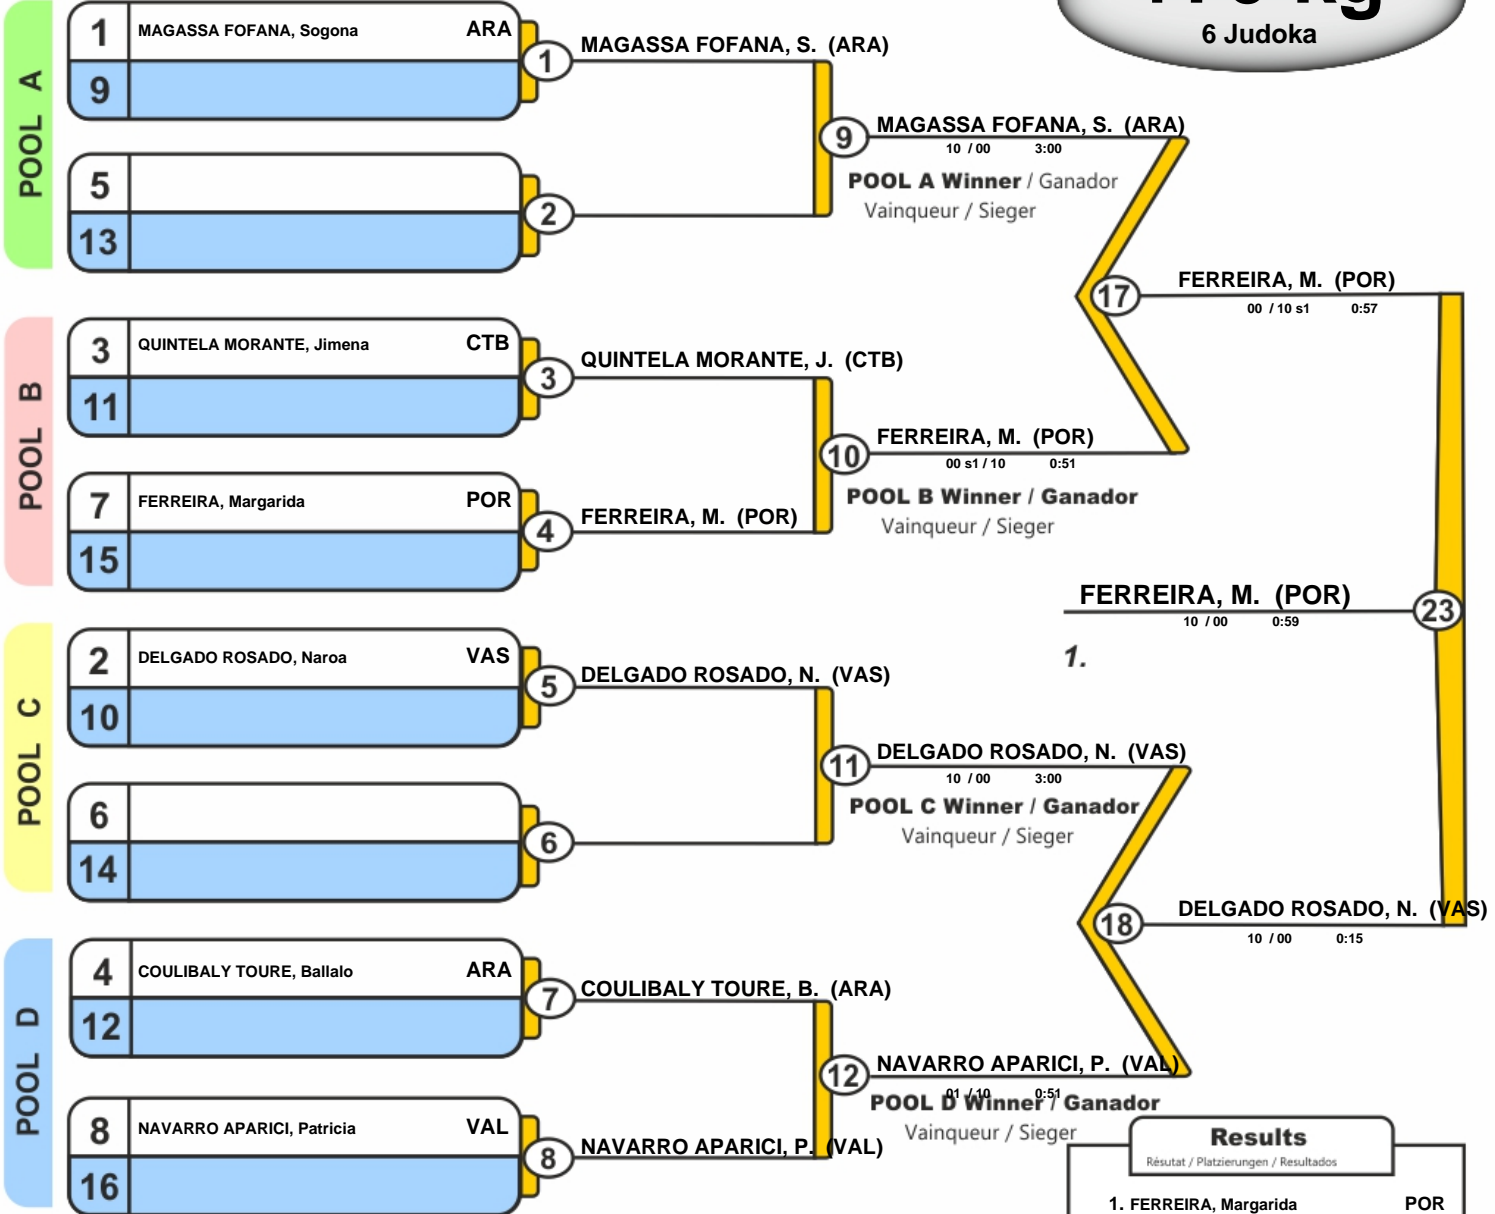 6 Judoka
POOL A
1 MAGASSA FOFANA, Sogona ARA
9
5
13
1 MAGASSA FOFANA, S. (ARA)
2
9 MAGASSA FOFANA, S. (ARA)
10 / 00 3:00
POOL A Winner / Ganador
Vainqueur / Sieger
POOL B
3 QUINTELA MORANTE, Jimena CTB
11
7 FERREIRA, Margarida POR
15
3 QUINTELA MORANTE, J. (CTB)
4 FERREIRA, M. (POR)
10 FERREIRA, M. (POR)
00 s1 / 10 0:51
POOL B Winner / Ganador
Vainqueur / Sieger
17 FERREIRA, M. (POR)
00 / 10 s1 0:57
FERREIRA, M. (POR) 23
10 / 00 0:59
1.
POOL C
2 DELGADO ROSADO, Naroa VAS
10
6
14
5 DELGADO ROSADO, N. (VAS)
6
11 DELGADO ROSADO, N. (VAS)
10 / 00 3:00
POOL C Winner / Ganador
Vainqueur / Sieger
18 DELGADO ROSADO, N. (VAS)
10 / 00 0:15
POOL D
4 COULIBALY TOURE, Ballalo ARA
12
8 NAVARRO APARICI, Patricia VAL
16
7 COULIBALY TOURE, B. (ARA)
8 NAVARRO APARICI, P. (VAL)
12 NAVARRO APARICI, P. (VAL)
01 / 10 0:51
POOL D Winner / Ganador
Vainqueur / Sieger
Results
Résutat / Platzierungen / Resultados
1. FERREIRA, Margarida POR